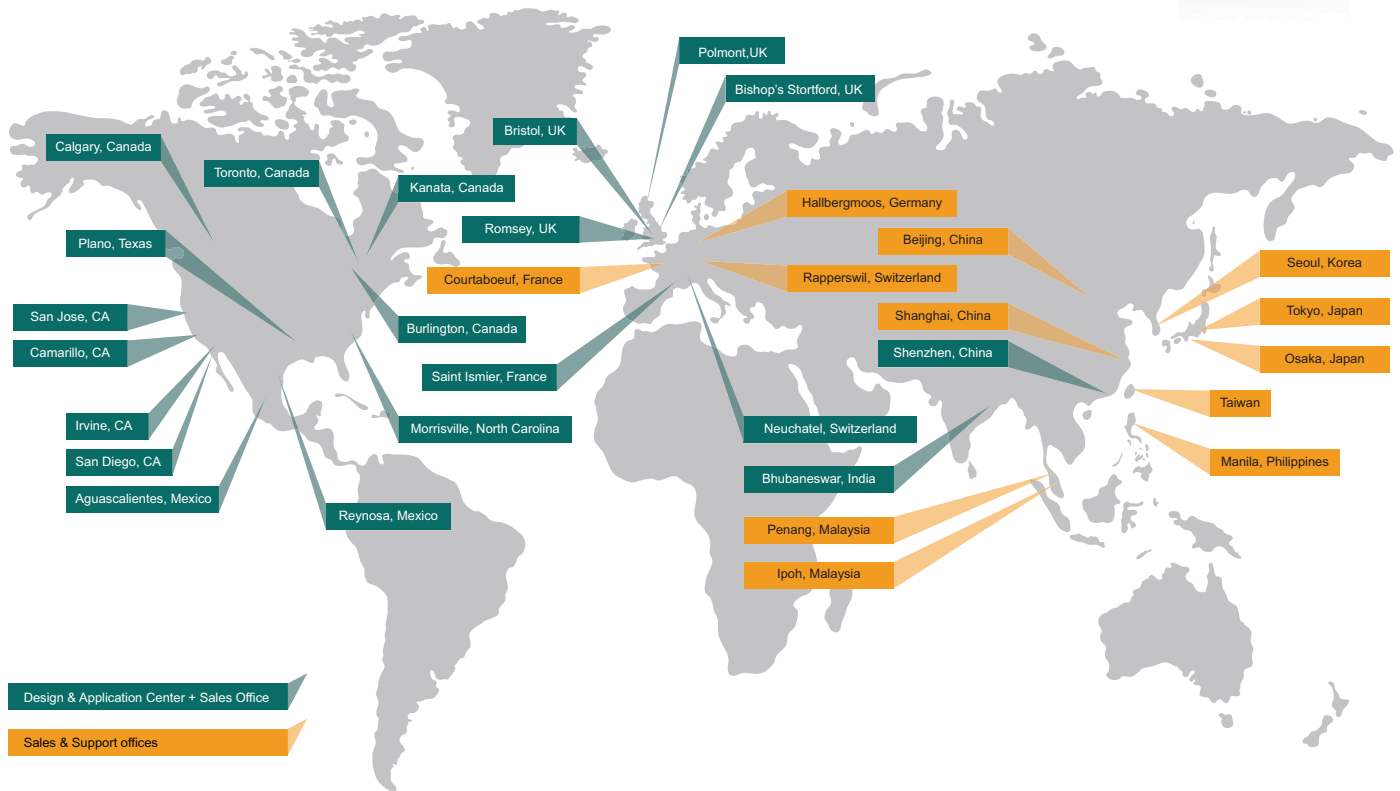 Polmont,UK
Bishop's Stortford, UK
Bristol, UK
Calgary, Canada
Toronto, Canada
Kanata, Canada
Hallbergmoos, Germany
Plano, Texas
Romsey, UK
Beijing, China
Seoul, Korea
Courtaboeuf, France
Rapperswil, Switzerland
San Jose, CA
Shanghai, China
Tokyo, Japan
Burlington, Canada
Camarillo, CA
Shenzhen, China
Osaka, Japan
Saint Ismier, France
Taiwan
Irvine, CA
Morrisville, North Carolina
Neuchatel, Switzerland
San Diego, CA
Manila, Philippines
Bhubaneswar, India
Aguascalientes, Mexico
Reynosa, Mexico
Penang, Malaysia
Ipoh, Malaysia
Design & Application Center + Sales Office
Sales & Support offices